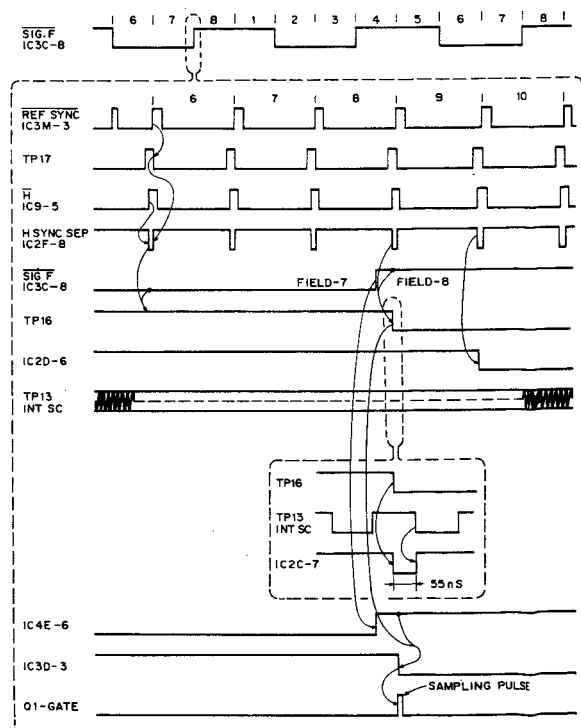 6 7 8 1 2 3 4 5 6 7 8
SIG. F
IC3C-8
6 7 8 9 10
REF SYNC
IC3M-3
TP17
H
IC9-5
H SYNC SEP
IC2F-8
SIG F
IC3C-8
FIELD-7 FIELD-8
TP16
IC2D-6
TP13
INT SC
TP16
TP13
INT SC
IC2C-7
55nS
IC4E-6
IC3D-3
SAMPLING PULSE
Q1-GATE